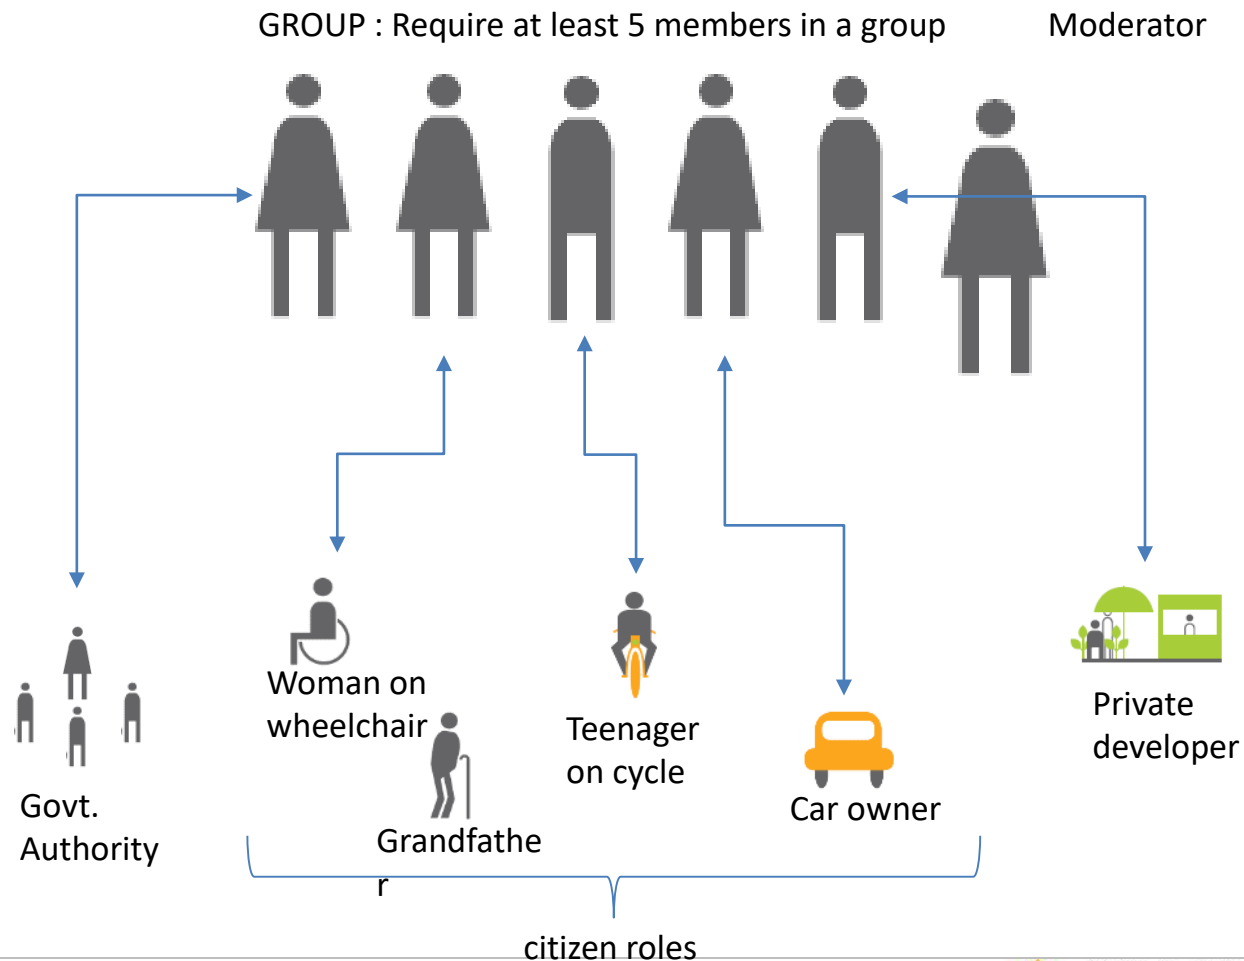 GROUP : Require at least 5 members in a group
Moderator
Woman on
wheelchair
Teenager
on cycle
Private
developer
Govt.
Authority
Car owner
Grandfathe
r
citizen roles